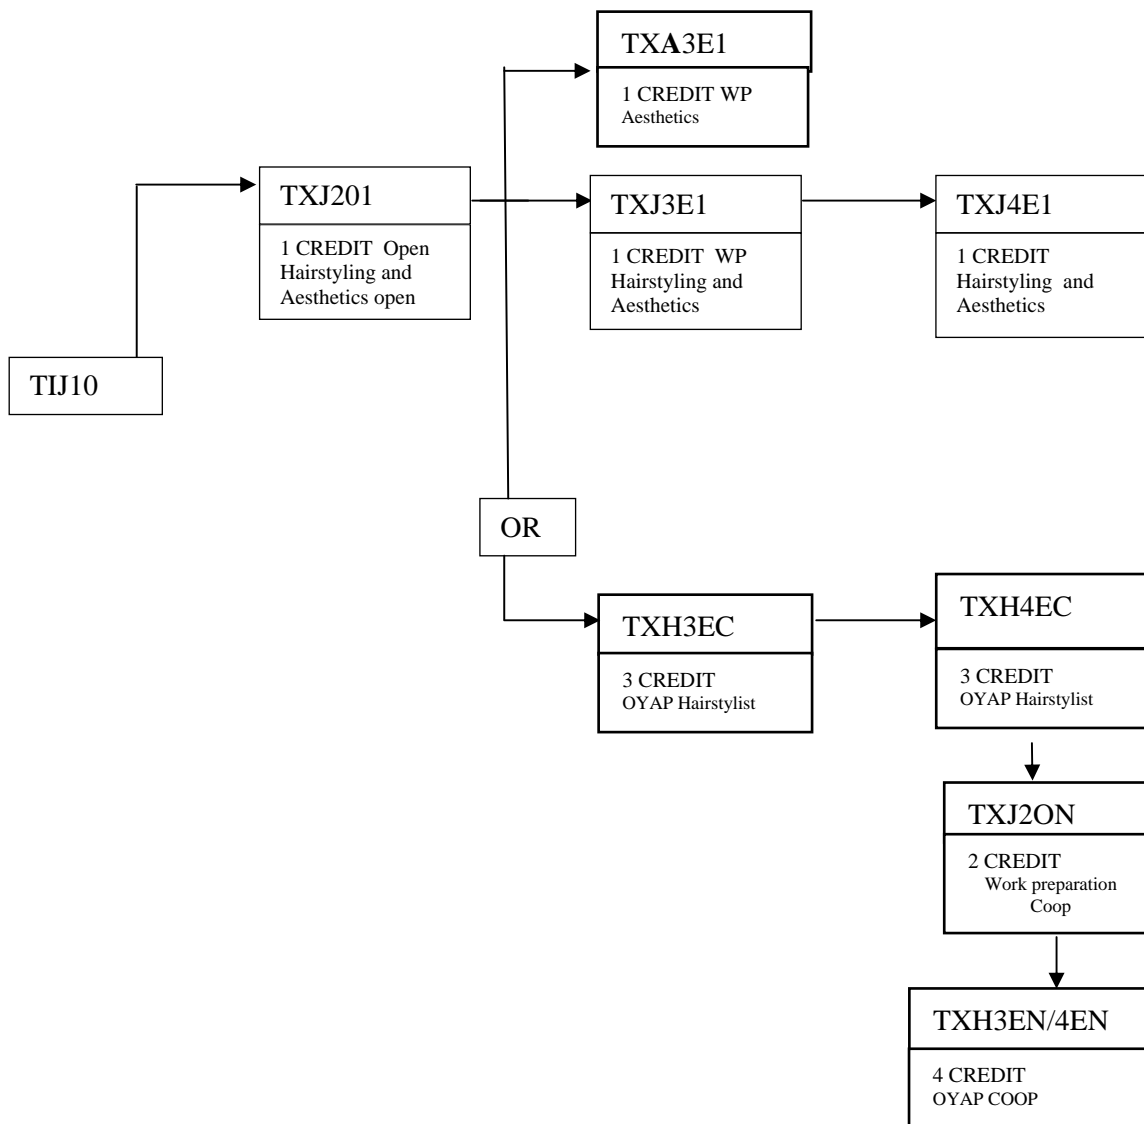 TXA3E1
1 CREDIT WP
Aesthetics
TXJ201
1 CREDIT Open
Hairstyling and
Aesthetics open
TXJ3E1
1 CREDIT WP
Hairstyling and
Aesthetics
TXJ4E1
1 CREDIT
Hairstyling and
Aesthetics
TIJ10
OR
TXH3EC
3 CREDIT
OYAP Hairstylist
TXH4EC
3 CREDIT
OYAP Hairstylist
TXJ2ON
2 CREDIT
Work preparation
Coop
TXH3EN/4EN
4 CREDIT
OYAP COOP